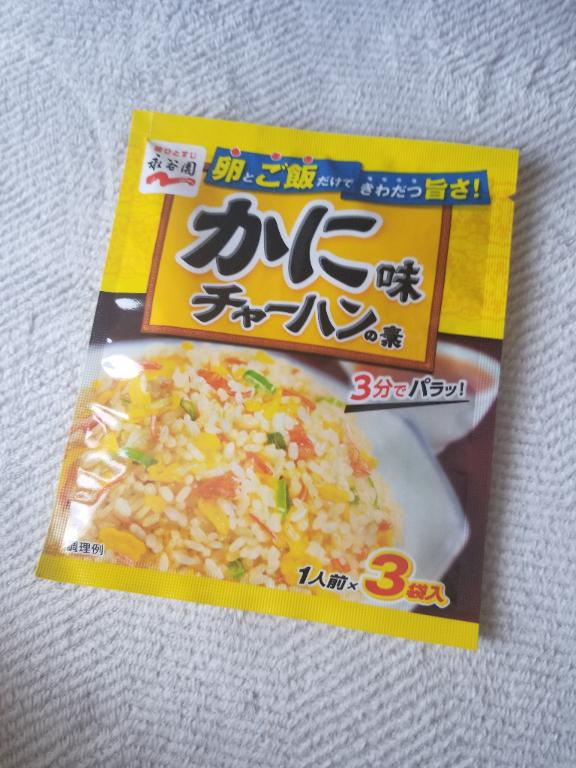 味ひとすじ
永谷園
卵とご飯だけで きわだつ旨さ!
かに味
チャーハンの素
3分でパラッ!
調理例
1人前×3袋入